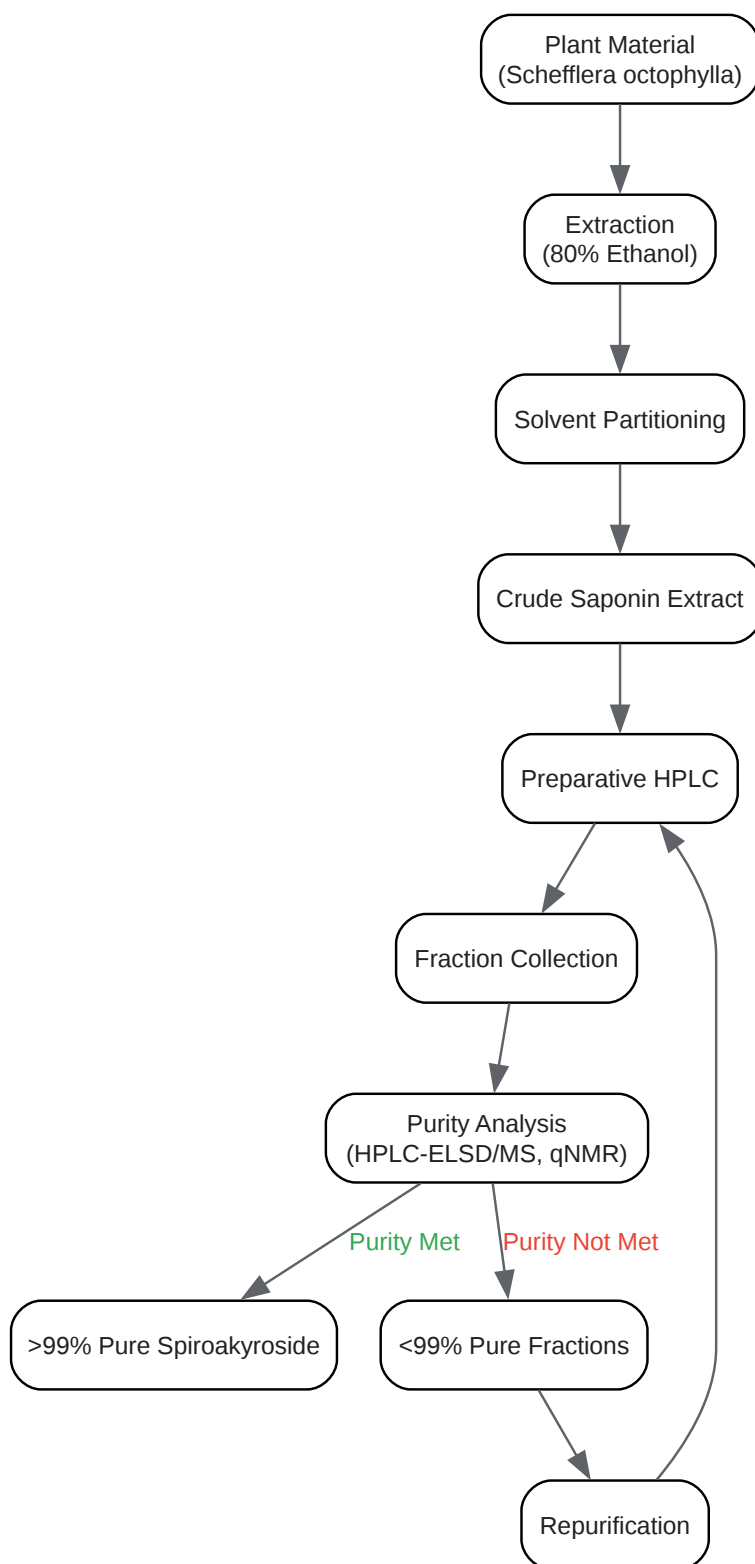 Plant Material
(Schefflera octophylla)
Extraction
(80% Ethanol)
Solvent Partitioning
Crude Saponin Extract
Preparative HPLC
Fraction Collection
Purity Analysis
(HPLC-ELSD/MS, qNMR)
Purity Met
Purity Not Met
>99% Pure Spiroakyroside
<99% Pure Fractions
Repurification